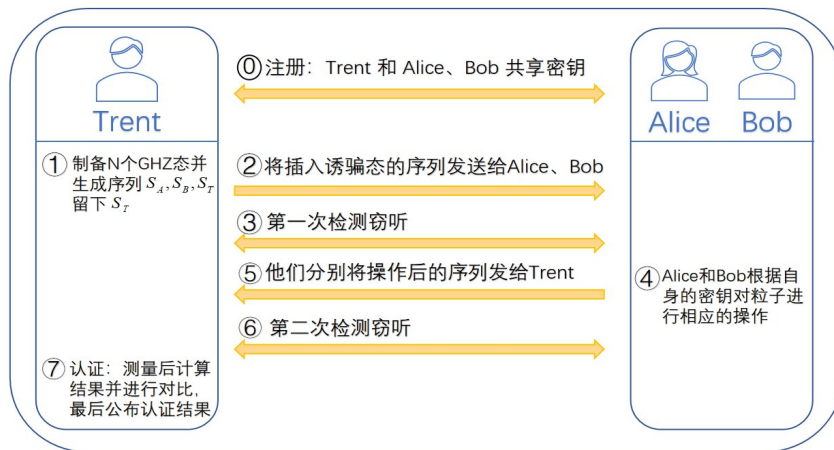 ⓪注册：Trent 和 Alice、Bob 共享密钥
Trent
Alice Bob
①制备N个GHZ态并
生成序列 S_A, S_B, S_T
留下 S_T
②将插入诱骗态的序列发送给Alice、Bob
③第一次检测窃听
⑤他们分别将操作后的序列发给Trent
④Alice和Bob根据自
身的密钥对粒子进
行相应的操作
⑥第二次检测窃听
⑦认证：测量后计算
结果并进行对比，
最后公布认证结果